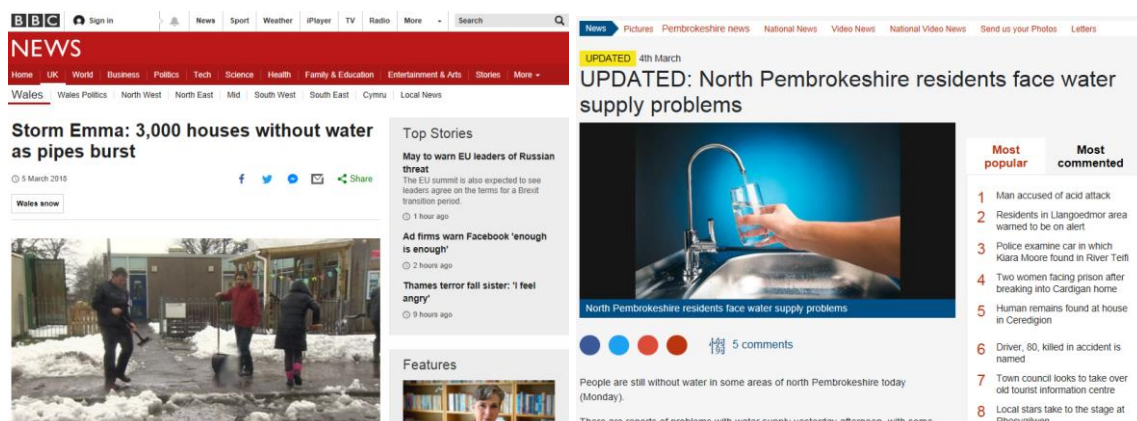 BBC Sign in News Sport Weather iPlayer TV Radio More Search
NEWS
Home UK World Business Politics Tech Science Health Family & Education Entertainment & Arts Stories More
Wales Wales Politics North West North East Mid South West South East Cymru Local News
Storm Emma: 3,000 houses without water
as pipes burst
5 March 2018
Share
Wales snow
Top Stories
May to warn EU leaders of Russian
threat
The EU summit is also expected to see
leaders agree on the terms for a Brexit
transition period.
1 hour ago
Ad firms warn Facebook 'enough
is enough'
2 hours ago
Thames terror fall sister: 'I feel
angry'
9 hours ago
Features
News Pictures Pembrokeshire news National News Video News National Video News Send us your Photos Letters
UPDATED 4th March
UPDATED: North Pembrokeshire residents face water
supply problems
North Pembrokeshire residents face water supply problems
5 comments
People are still without water in some areas of north Pembrokeshire today
(Monday).
There are reports of problems with water supply yesterday afternoon, with some
Most
popular
Most
commented
1 Man accused of acid attack
2 Residents in Llangoedmor area
warned to be on alert
3 Police examine car in which
Kiara Moore found in River Teifi
4 Two women facing prison after
breaking into Cardigan home
5 Human remains found at house
in Ceredigion
6 Driver, 80, killed in accident is
named
7 Town council looks to take over
old tourist information centre
8 Local stars take to the stage at